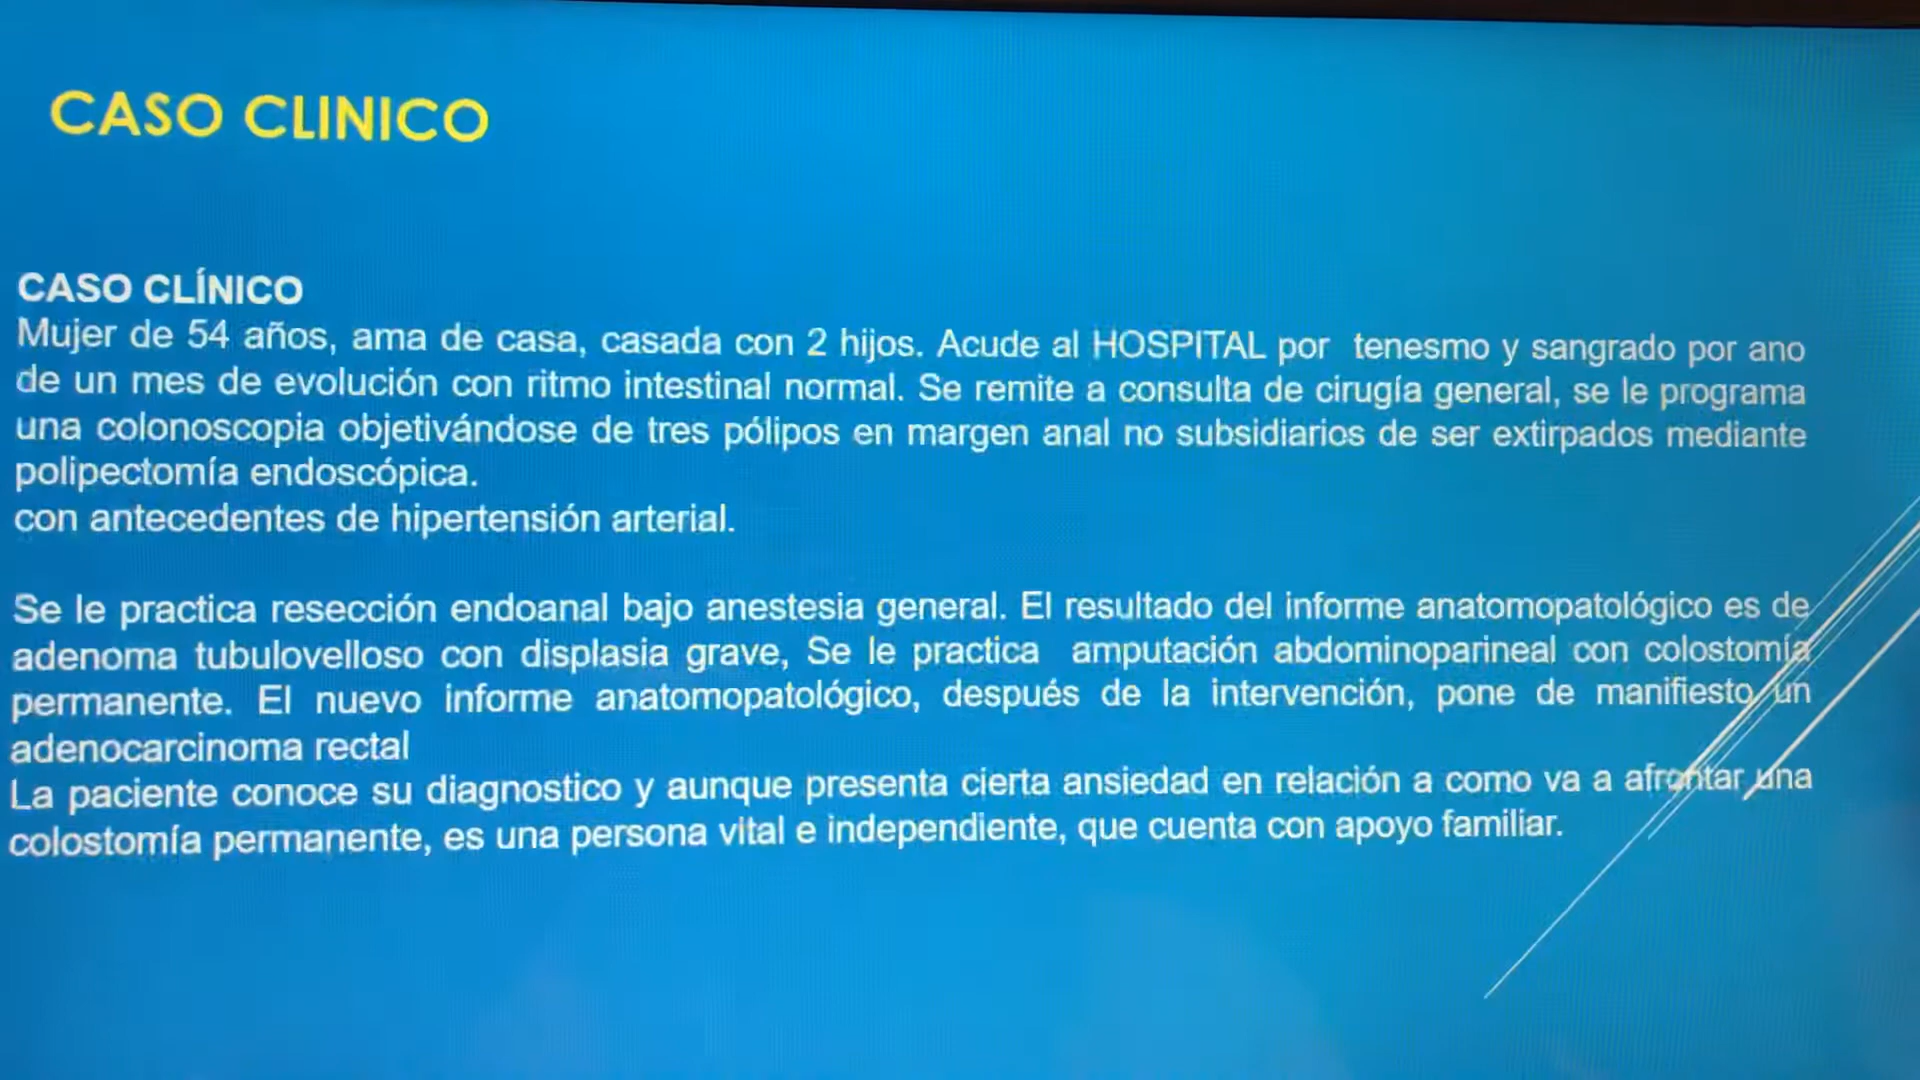 CASO CLINICO
CASO CLÍNICO
Mujer de 54 años, ama de casa, casada con 2 hijos. Acude al HOSPITAL por tenesmo y sangrado por ano
de un mes de evolución con ritmo intestinal normal. Se remite a consulta de cirugía general, se le programa
una colonoscopia objetivándose de tres pólipos en margen anal no subsidiarios de ser extirpados mediante
polipectomía endoscópica.
con antecedentes de hipertensión arterial.
Se le practica resección endoanal bajo anestesia general. El resultado del informe anatomopatológico es de
adenoma tubulovelloso con displasia grave, Se le practica amputación abdominoparineal con colostomía
permanente. El nuevo informe anatomopatológico, después de la intervención, pone de manifiesto un
adenocarcinoma rectal
La paciente conoce su diagnostico y aunque presenta cierta ansiedad en relación a como va a afrontar una
colostomía permanente, es una persona vital e independiente, que cuenta con apoyo familiar.